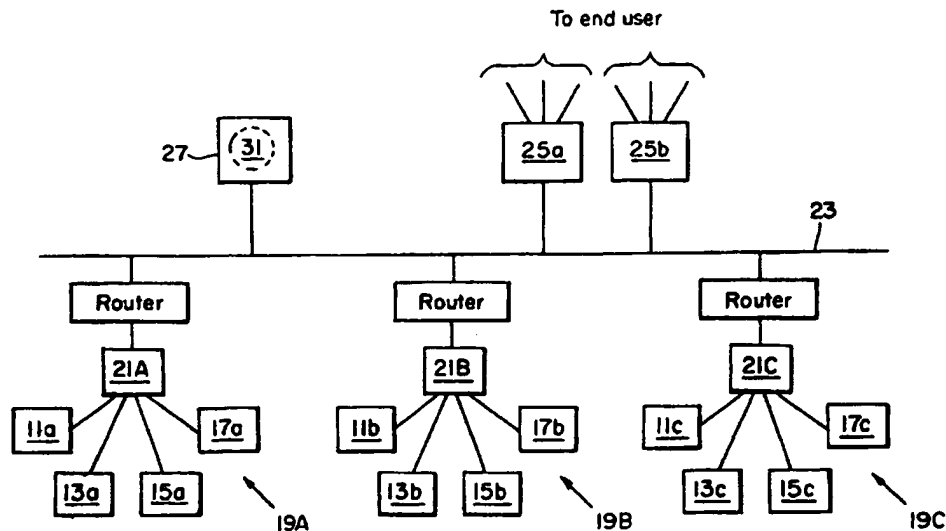 To end user
27
31
25a
25b
23
Router
Router
Router
21A
21B
21C
11a
17a
11b
17b
11c
17c
13a
15a
13b
15b
13c
15c
19A
19B
19C